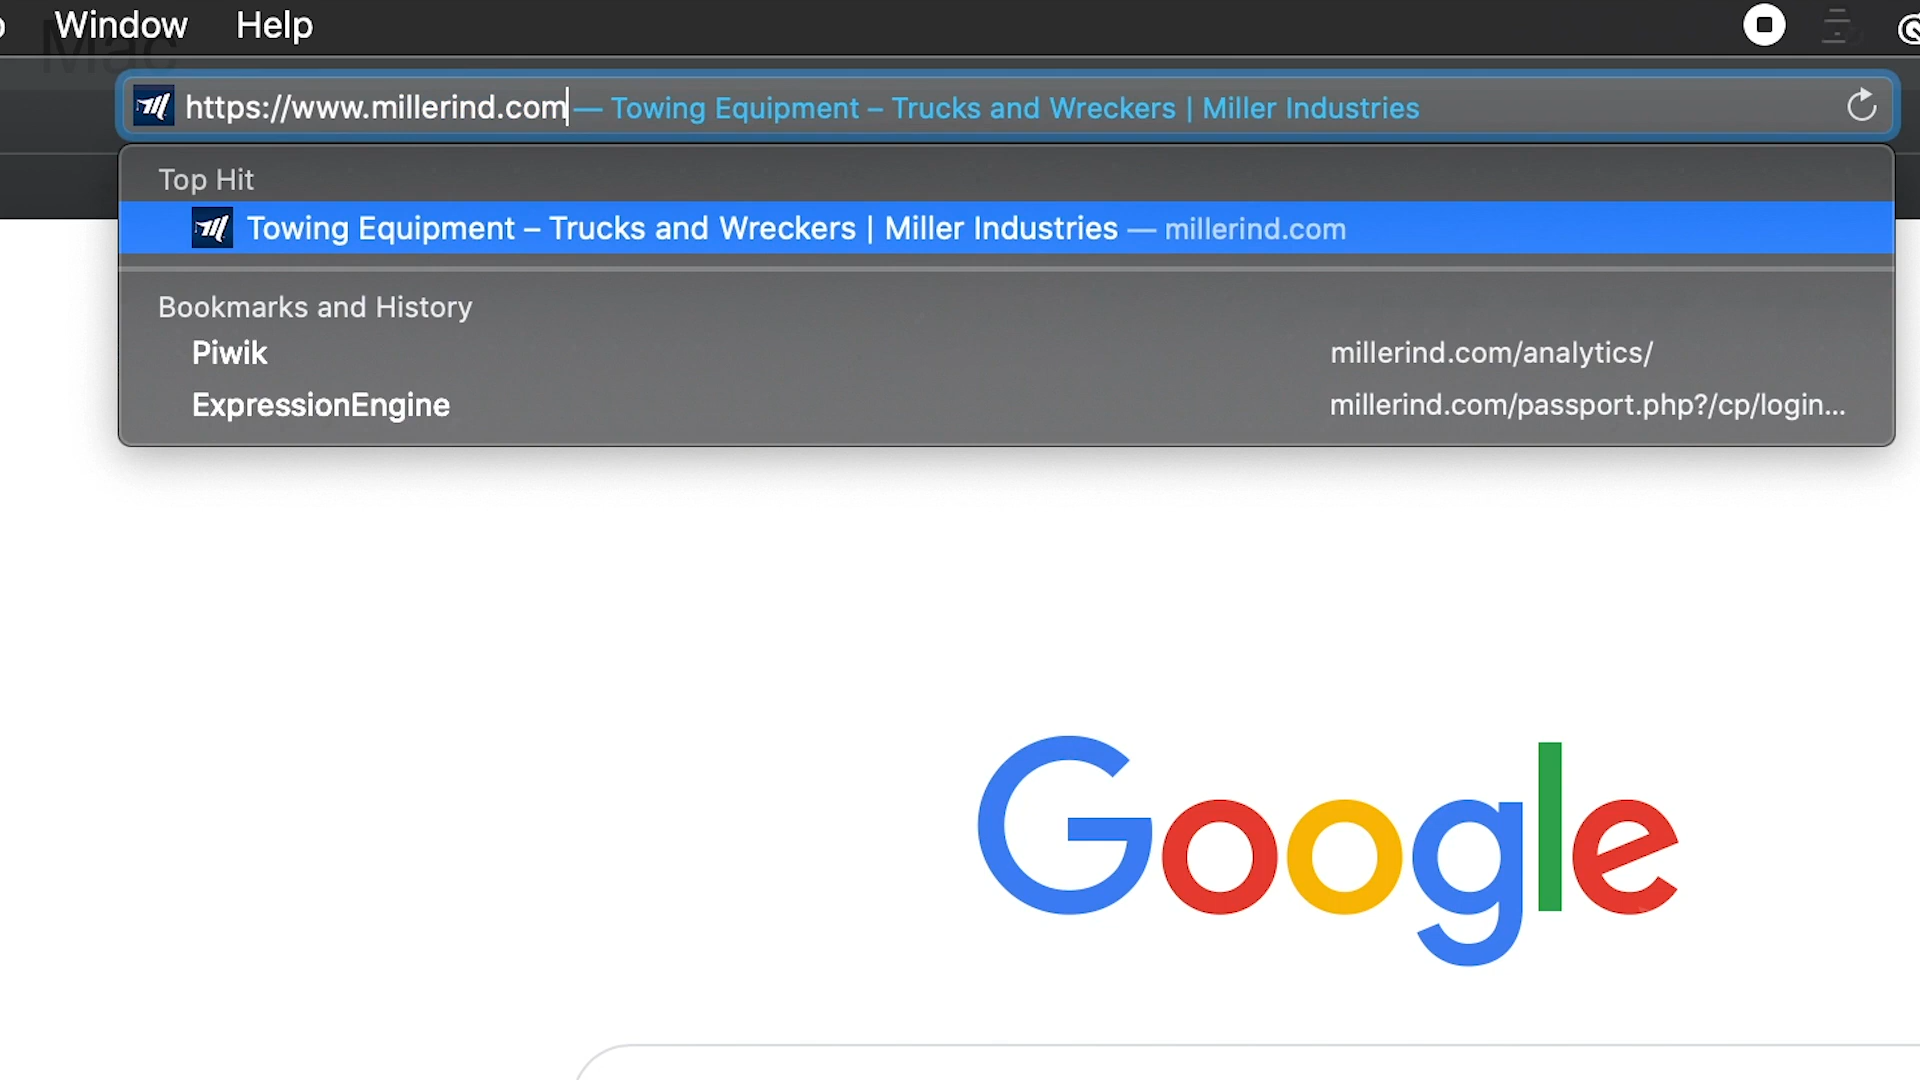 Window Help
Mac
https://www.millerind.com — Towing Equipment – Trucks and Wreckers | Miller Industries
Top Hit
Towing Equipment – Trucks and Wreckers | Miller Industries — millerind.com
Bookmarks and History
Piwik millerind.com/analytics/
ExpressionEngine millerind.com/passport.php?/cp/login...
Google